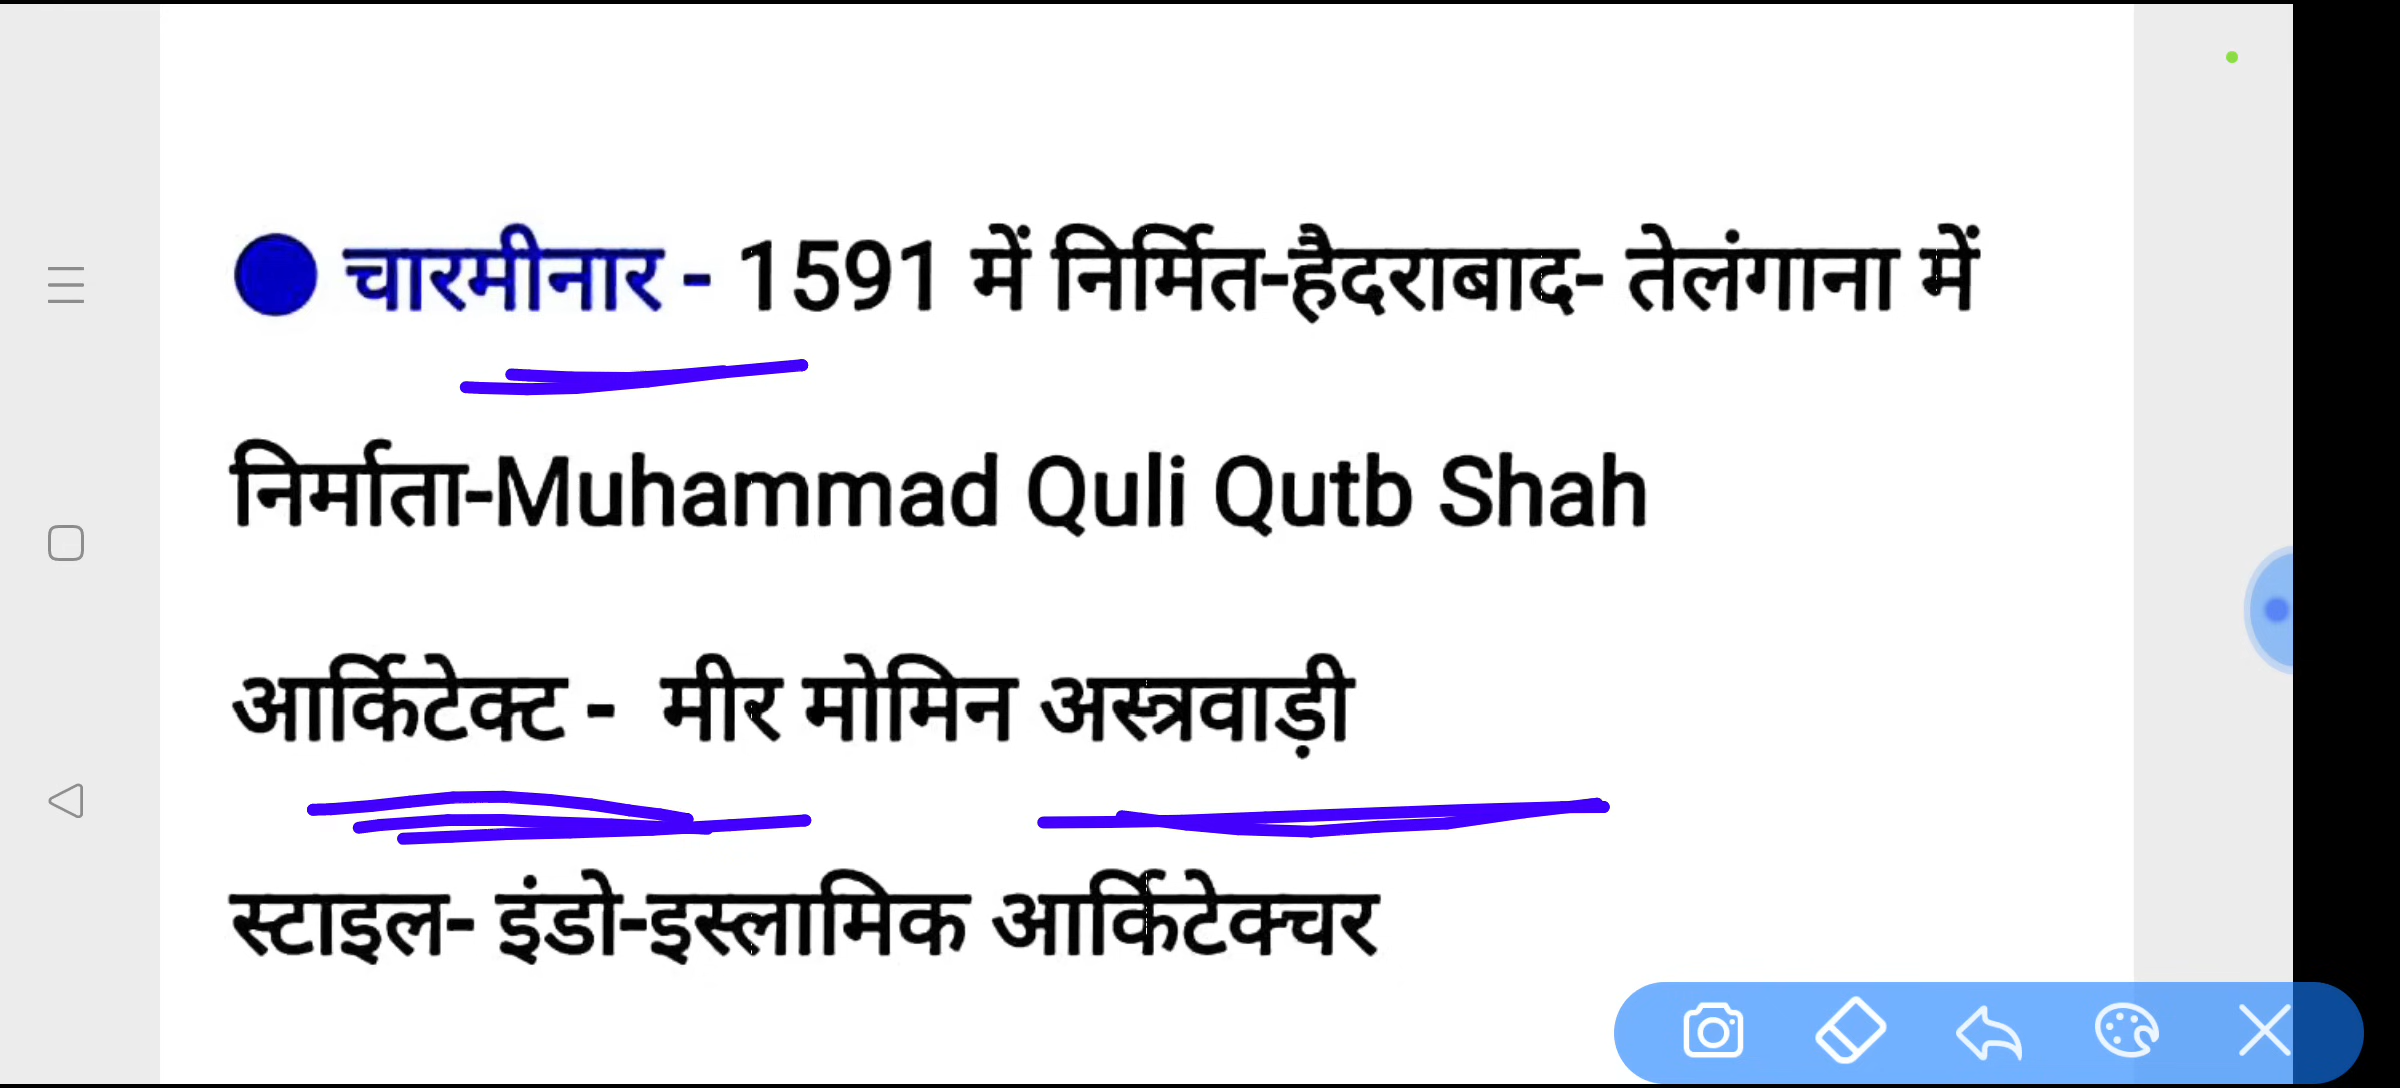 ● चारमीनार - 1591 में निर्मित-हैदराबाद- तेलंगाना में
निर्माता-Muhammad Quli Qutb Shah
आर्किटेक्ट - मीर मोमिन अस्त्रवाड़ी
स्टाइल- इंडो-इस्लामिक आर्किटेक्चर